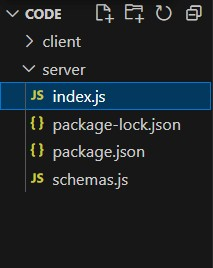 CODE
client
server
JS index.js
{} package-lock.json
{} package.json
JS schemas.js